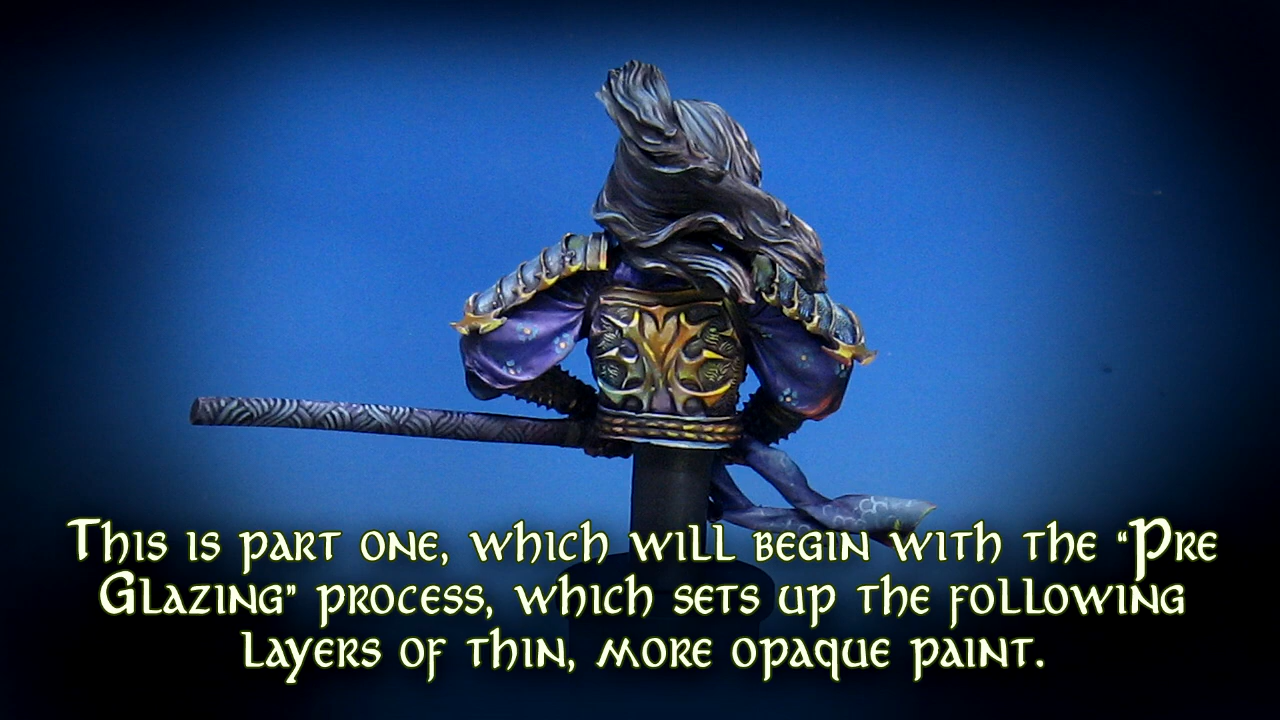 This is part one, which will begin with the “Pre
Glazing” process, which sets up the following
layers of thin, more opaque paint.